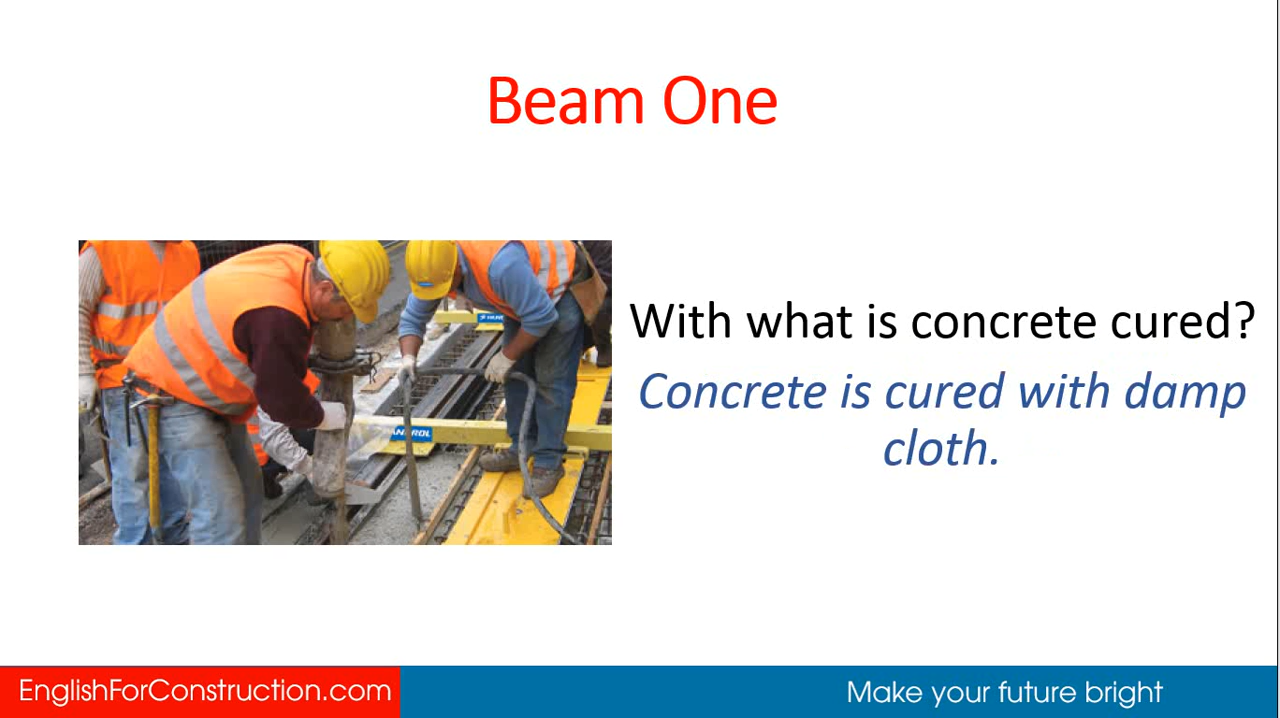 Beam One
With what is concrete cured?
Concrete is cured with damp
cloth.
EnglishForConstruction.com
Make your future bright